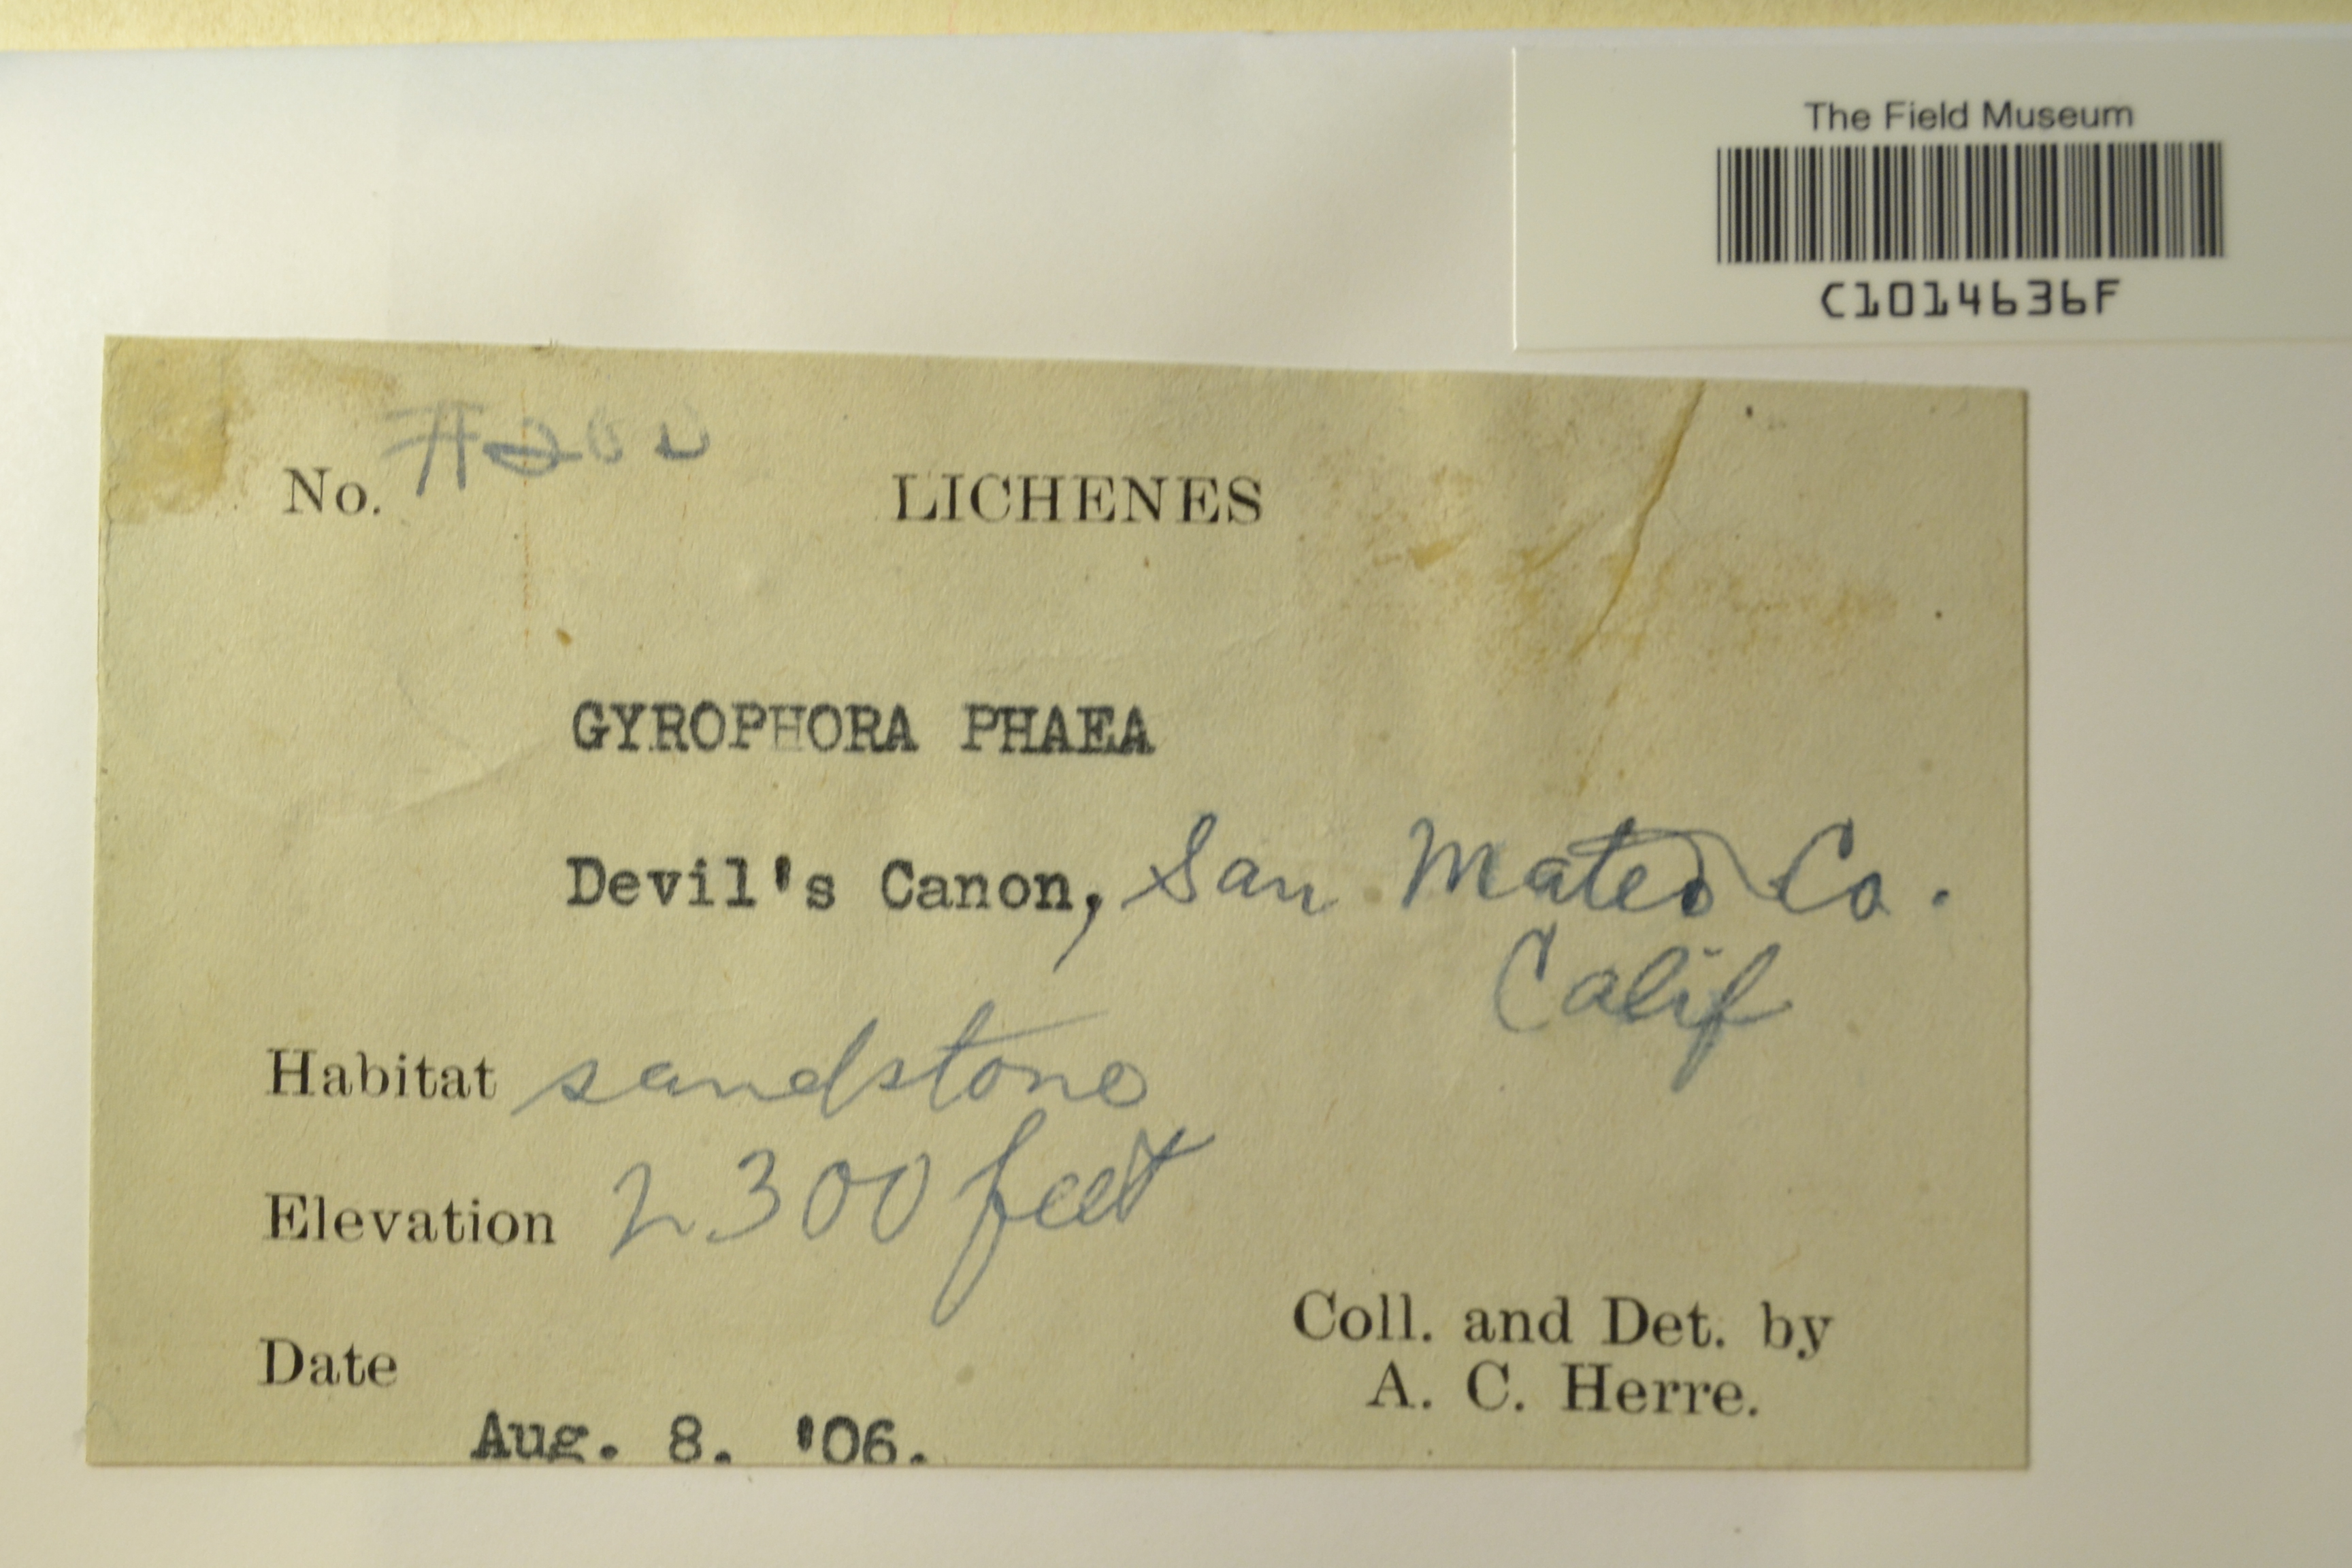 The Field Museum
C1014636F
No.
LICHENES
GYROPHORA PHAEA
Devil's Canon, San Mateo Co.
Calif
Habitat sandstone
Elevation 2300 feet
Date
Aug. 8. '06.
Coll. and Det. by
A. C. Herre.